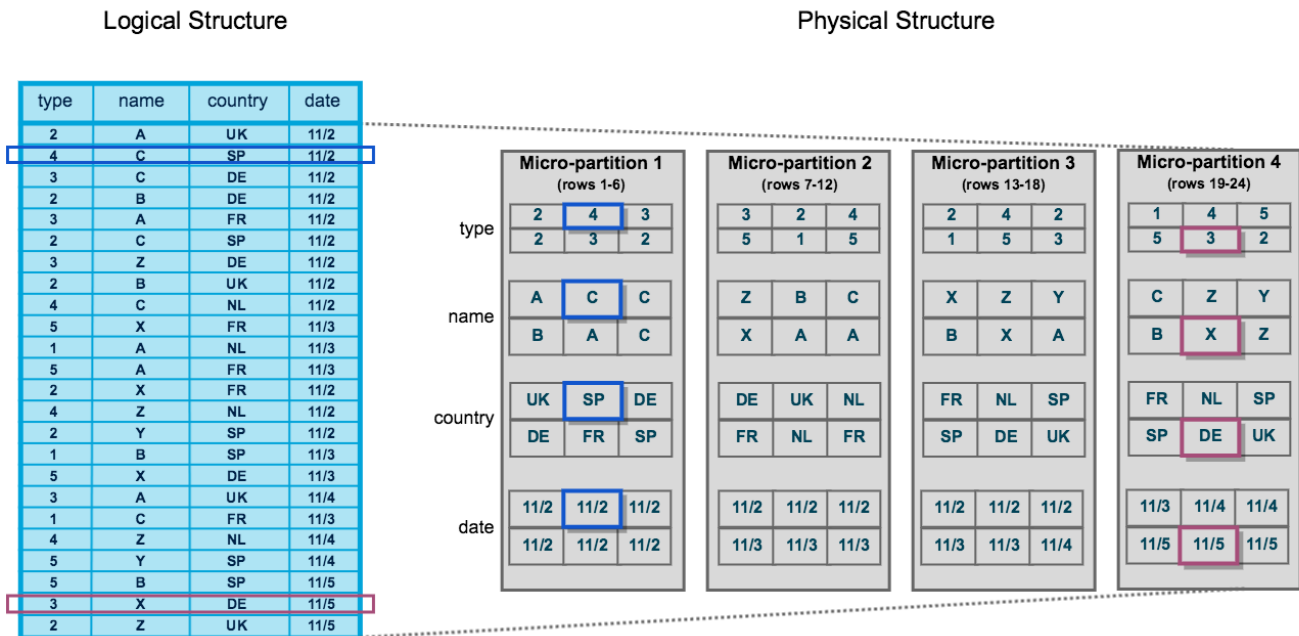 Logical Structure
Physical Structure
type name country date
2 A UK 11/2
4 C SP 11/2
3 C DE 11/2
2 B DE 11/2
3 A FR 11/2
2 C SP 11/2
3 Z DE 11/2
2 B UK 11/2
4 C NL 11/2
5 X FR 11/3
1 A NL 11/3
5 A FR 11/3
2 X FR 11/2
4 Z NL 11/2
2 Y SP 11/2
1 B SP 11/3
5 X DE 11/3
3 A UK 11/4
1 C FR 11/3
4 Z NL 11/4
5 Y SP 11/4
5 B SP 11/5
3 X DE 11/5
2 Z UK 11/5
type
name
country
date
Micro-partition 1
(rows 1-6)
2 4 3
2 3 2
A C C
B A C
UK SP DE
DE FR SP
11/2 11/2 11/2
11/2 11/2 11/2
Micro-partition 2
(rows 7-12)
3 2 4
5 1 5
Z B C
X A A
DE UK NL
FR NL FR
11/2 11/2 11/2
11/3 11/3 11/3
Micro-partition 3
(rows 13-18)
2 4 2
1 5 3
X Z Y
B X A
FR NL SP
SP DE UK
11/2 11/2 11/2
11/3 11/3 11/4
Micro-partition 4
(rows 19-24)
1 4 5
5 3 2
C Z Y
B X Z
FR NL SP
SP DE UK
11/3 11/4 11/4
11/5 11/5 11/5